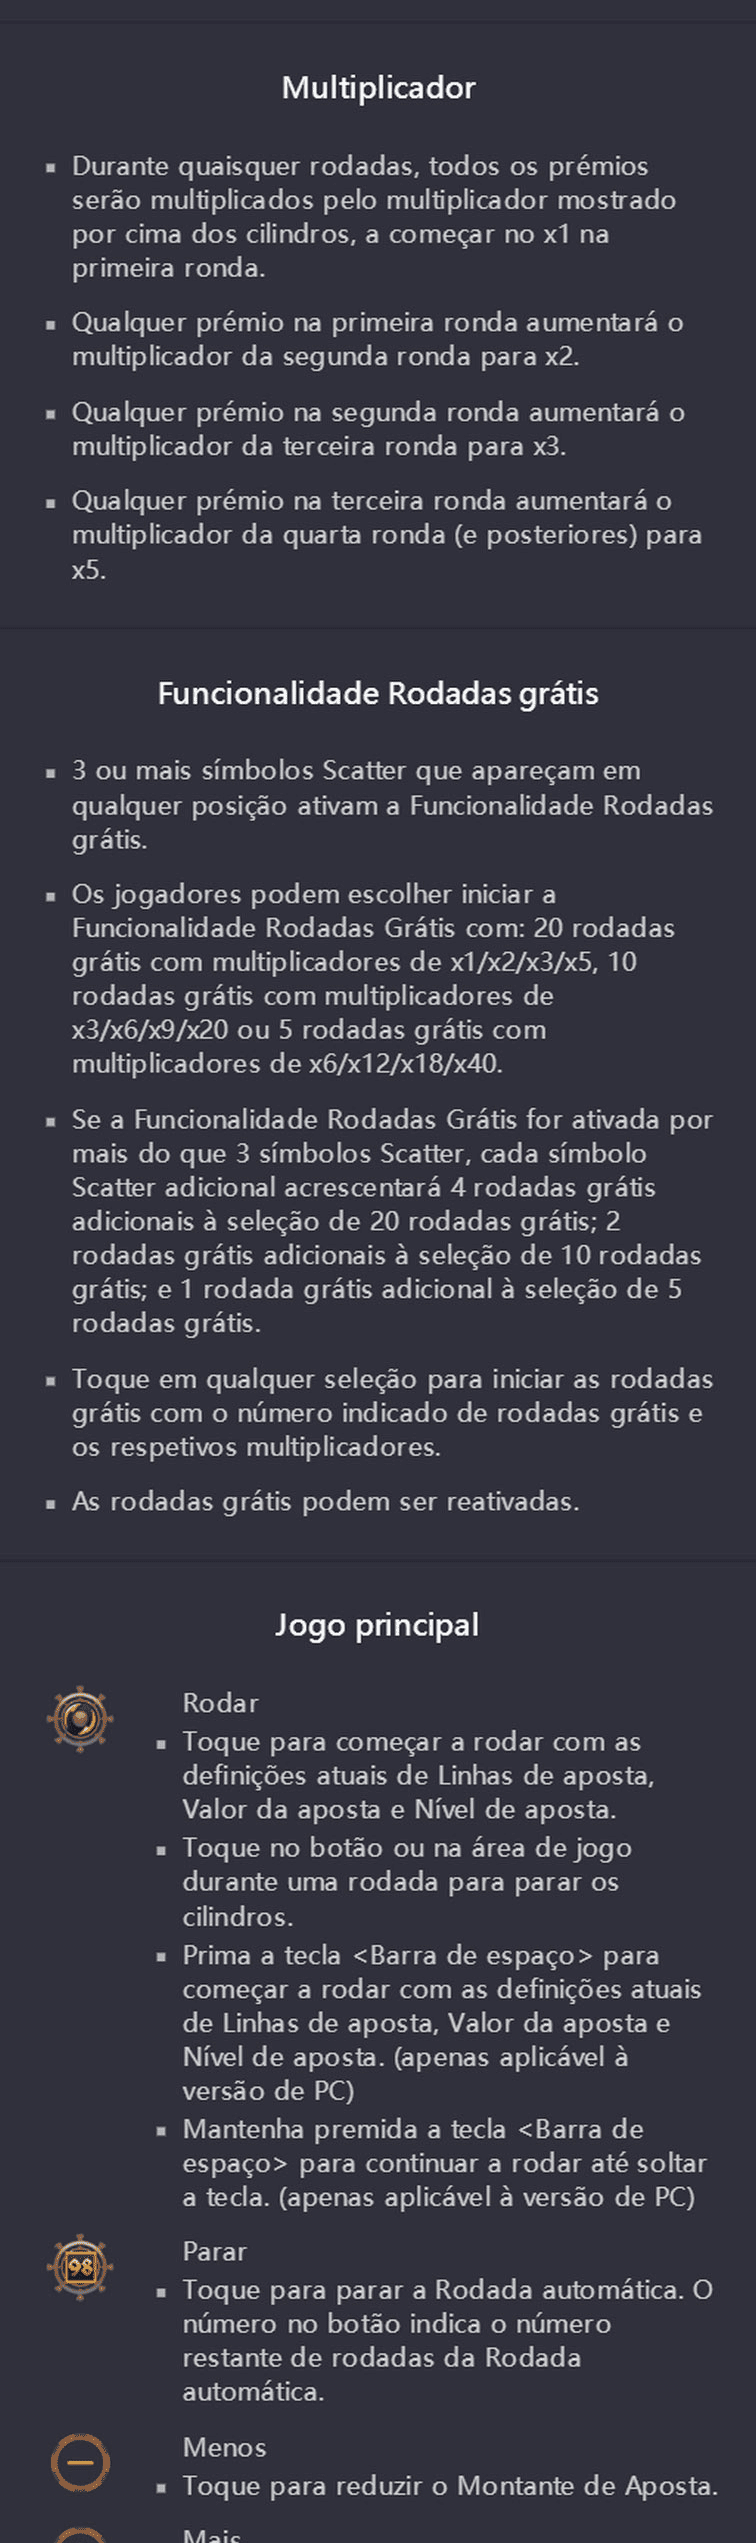 Multiplicador
▪ Durante quaisquer rodadas, todos os prémios
serão multiplicados pelo multiplicador mostrado
por cima dos cilindros, a começar no x1 na
primeira ronda.
▪ Qualquer prémio na primeira ronda aumentará o
multiplicador da segunda ronda para x2.
▪ Qualquer prémio na segunda ronda aumentará o
multiplicador da terceira ronda para x3.
▪ Qualquer prémio na terceira ronda aumentará o
multiplicador da quarta ronda (e posteriores) para
x5.
Funcionalidade Rodadas grátis
▪ 3 ou mais símbolos Scatter que apareçam em
qualquer posição ativam a Funcionalidade Rodadas
grátis.
▪ Os jogadores podem escolher iniciar a
Funcionalidade Rodadas Grátis com: 20 rodadas
grátis com multiplicadores de x1/x2/x3/x5, 10
rodadas grátis com multiplicadores de
x3/x6/x9/x20 ou 5 rodadas grátis com
multiplicadores de x6/x12/x18/x40.
▪ Se a Funcionalidade Rodadas Grátis for ativada por
mais do que 3 símbolos Scatter, cada símbolo
Scatter adicional acrescentará 4 rodadas grátis
adicionais à seleção de 20 rodadas grátis; 2
rodadas grátis adicionais à seleção de 10 rodadas
grátis; e 1 rodada grátis adicional à seleção de 5
rodadas grátis.
▪ Toque em qualquer seleção para iniciar as rodadas
grátis com o número indicado de rodadas grátis e
os respetivos multiplicadores.
▪ As rodadas grátis podem ser reativadas.
Jogo principal
Rodar
▪ Toque para começar a rodar com as
definições atuais de Linhas de aposta,
Valor da aposta e Nível de aposta.
▪ Toque no botão ou na área de jogo
durante uma rodada para parar os
cilindros.
▪ Prima a tecla <Barra de espaço> para
começar a rodar com as definições atuais
de Linhas de aposta, Valor da aposta e
Nível de aposta. (apenas aplicável à
versão de PC)
▪ Mantenha premida a tecla <Barra de
espaço> para continuar a rodar até soltar
a tecla. (apenas aplicável à versão de PC)
98
Parar
▪ Toque para parar a Rodada automática. O
número no botão indica o número
restante de rodadas da Rodada
automática.
Menos
▪ Toque para reduzir o Montante de Aposta.
Mais